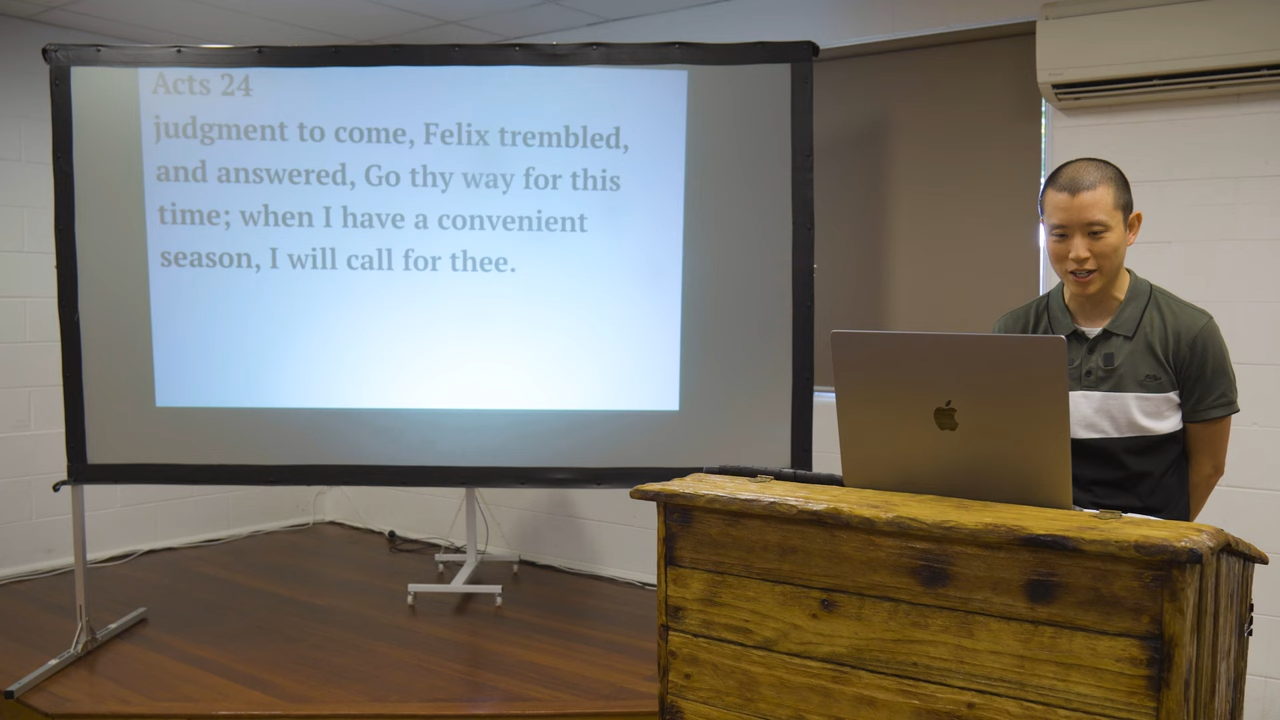 Acts 24
judgment to come, Felix trembled,
and answered, Go thy way for this
time; when I have a convenient
season, I will call for thee.